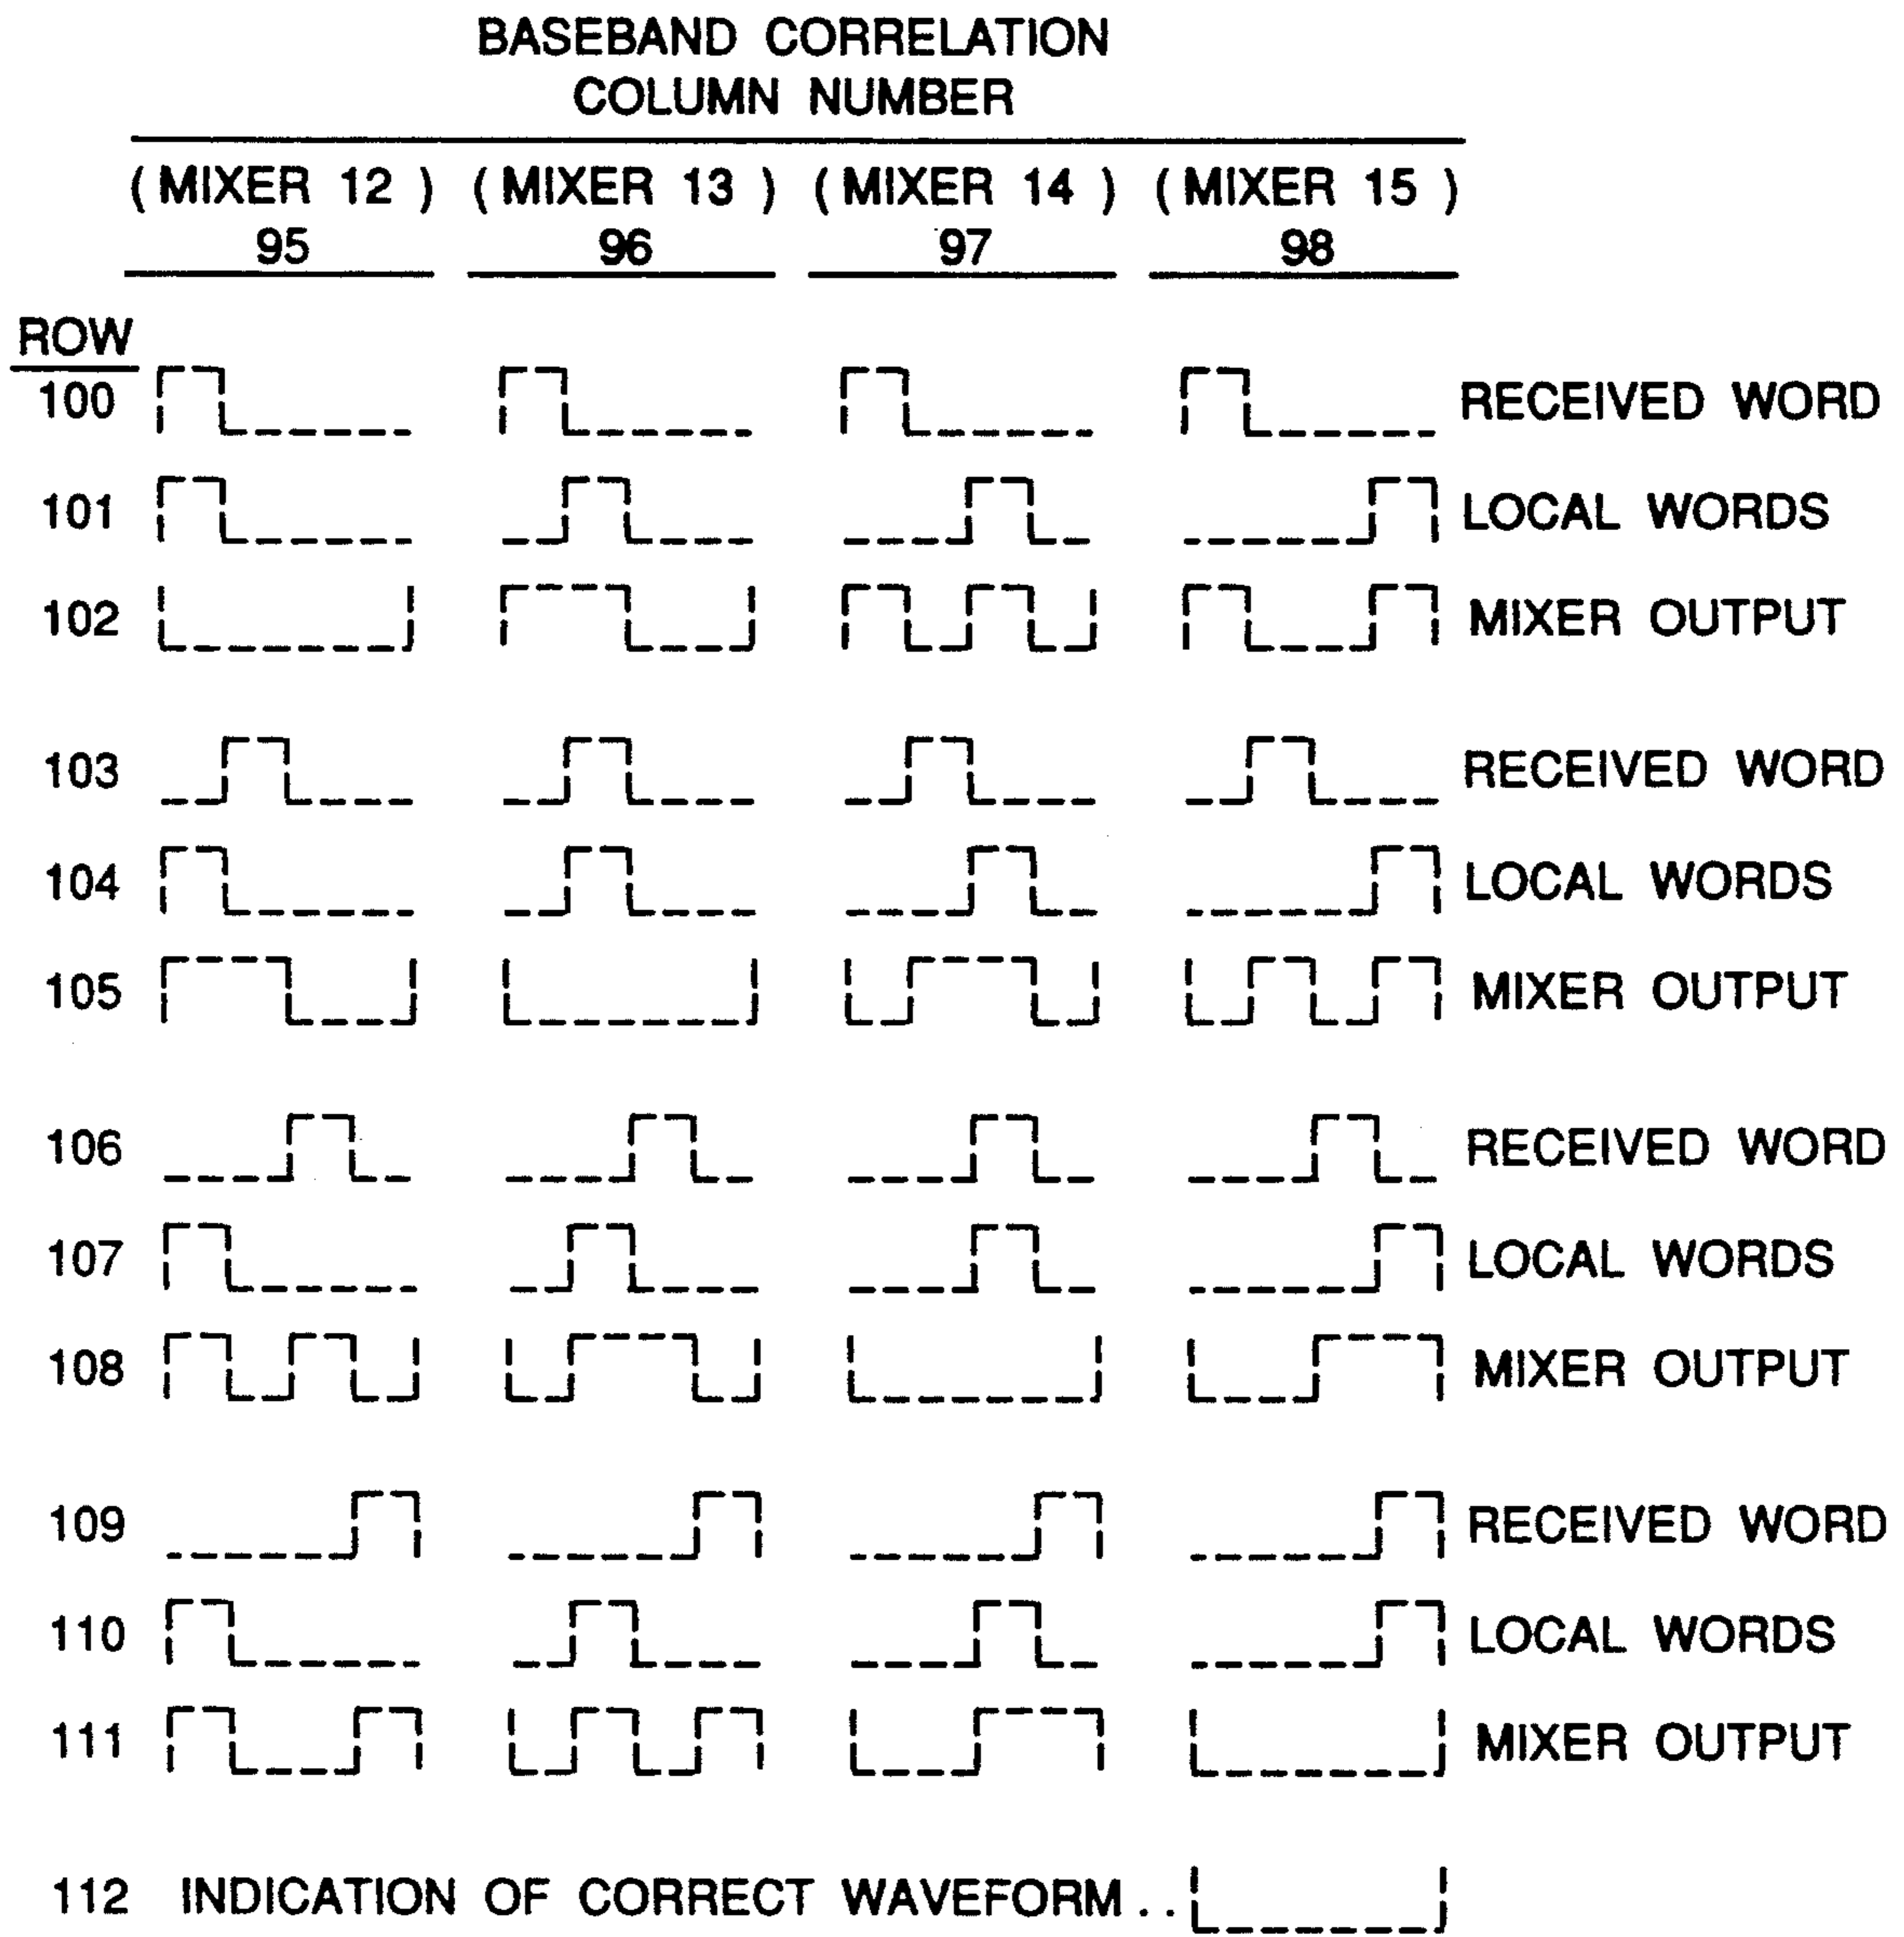 BASEBAND CORRELATION
COLUMN NUMBER
( MIXER 12 ) ( MIXER 13 ) ( MIXER 14 ) ( MIXER 15 )
95 96 97 98
ROW
100 RECEIVED WORD
101 LOCAL WORDS
102 MIXER OUTPUT
103 RECEIVED WORD
104 LOCAL WORDS
105 MIXER OUTPUT
106 RECEIVED WORD
107 LOCAL WORDS
108 MIXER OUTPUT
109 RECEIVED WORD
110 LOCAL WORDS
111 MIXER OUTPUT
112 INDICATION OF CORRECT WAVEFORM . .